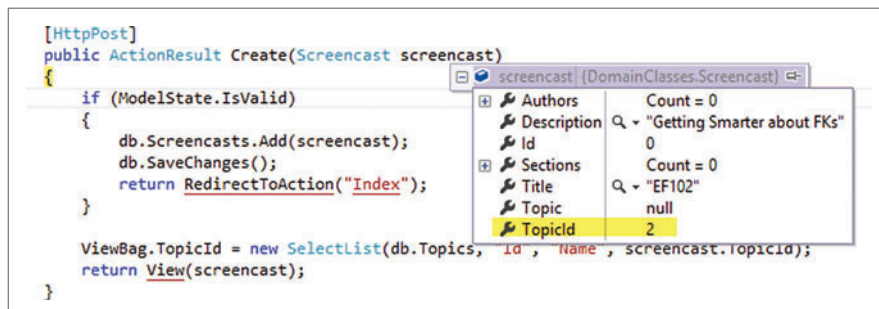 [HttpPost]
public ActionResult Create(Screencast screencast)
{
screencast {DomainClasses.Screencast}
if (ModelState.IsValid)
{
db.Screencasts.Add(screencast);
db.SaveChanges();
return RedirectToAction("Index");
}
Authors Count = 0
Description "Getting Smarter about FKs"
Id 0
Sections Count = 0
Title "EF102"
Topic null
TopicId 2
ViewBag.TopicId = new SelectList(db.Topics, "Id", "Name", screencast.TopicId);
return View(screencast);
}